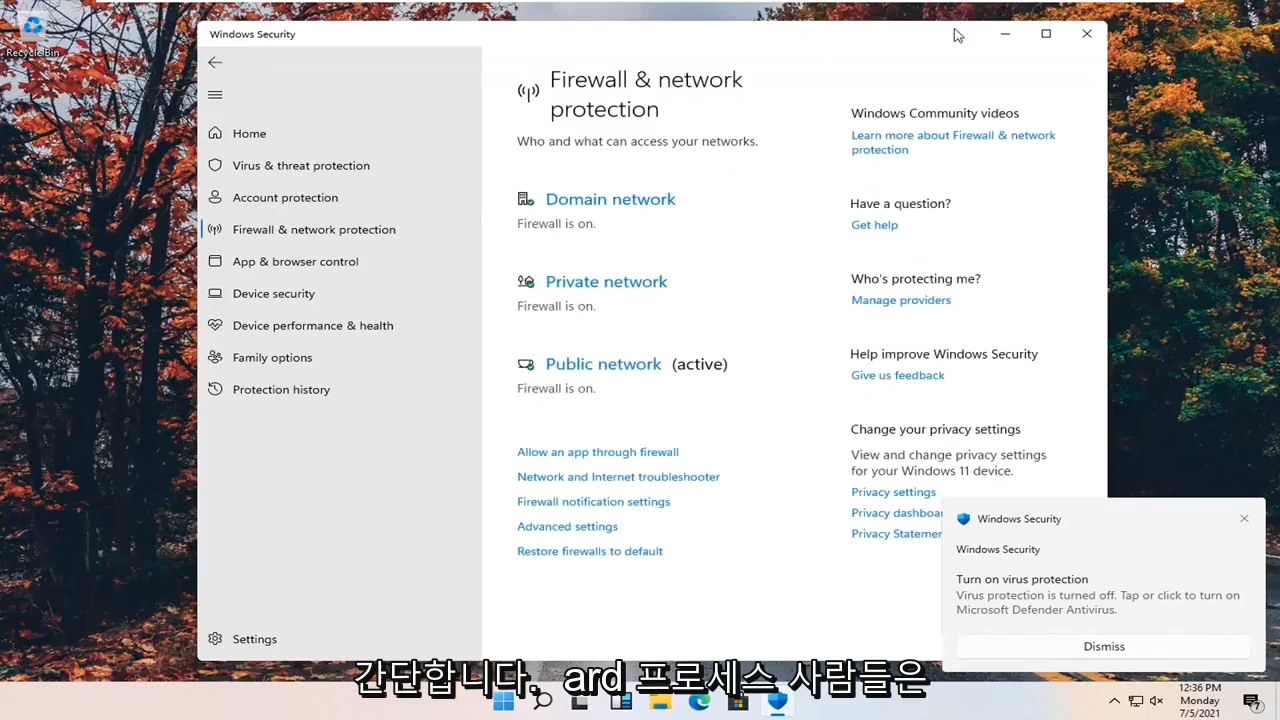 Recycle Bin
Windows Security
Home
Virus & threat protection
Account protection
Firewall & network protection
App & browser control
Device security
Device performance & health
Family options
Protection history
Settings
Firewall & network
protection
Who and what can access your networks.
Domain network
Firewall is on.
Private network
Firewall is on.
Public network (active)
Firewall is on.
Allow an app through firewall
Network and Internet troubleshooter
Firewall notification settings
Advanced settings
Restore firewalls to default
Windows Community videos
Learn more about Firewall & network
protection
Have a question?
Get help
Who's protecting me?
Manage providers
Help improve Windows Security
Give us feedback
Change your privacy settings
View and change privacy settings
for your Windows 11 device.
Privacy settings
Privacy dashboar
Privacy Statemer
Windows Security
Windows Security
Turn on virus protection
Virus protection is turned off. Tap or click to turn on
Microsoft Defender Antivirus.
Dismiss
간단합니다. ard 프로세스 사람들은
12:36 PM
Monday
7/5/2021
7